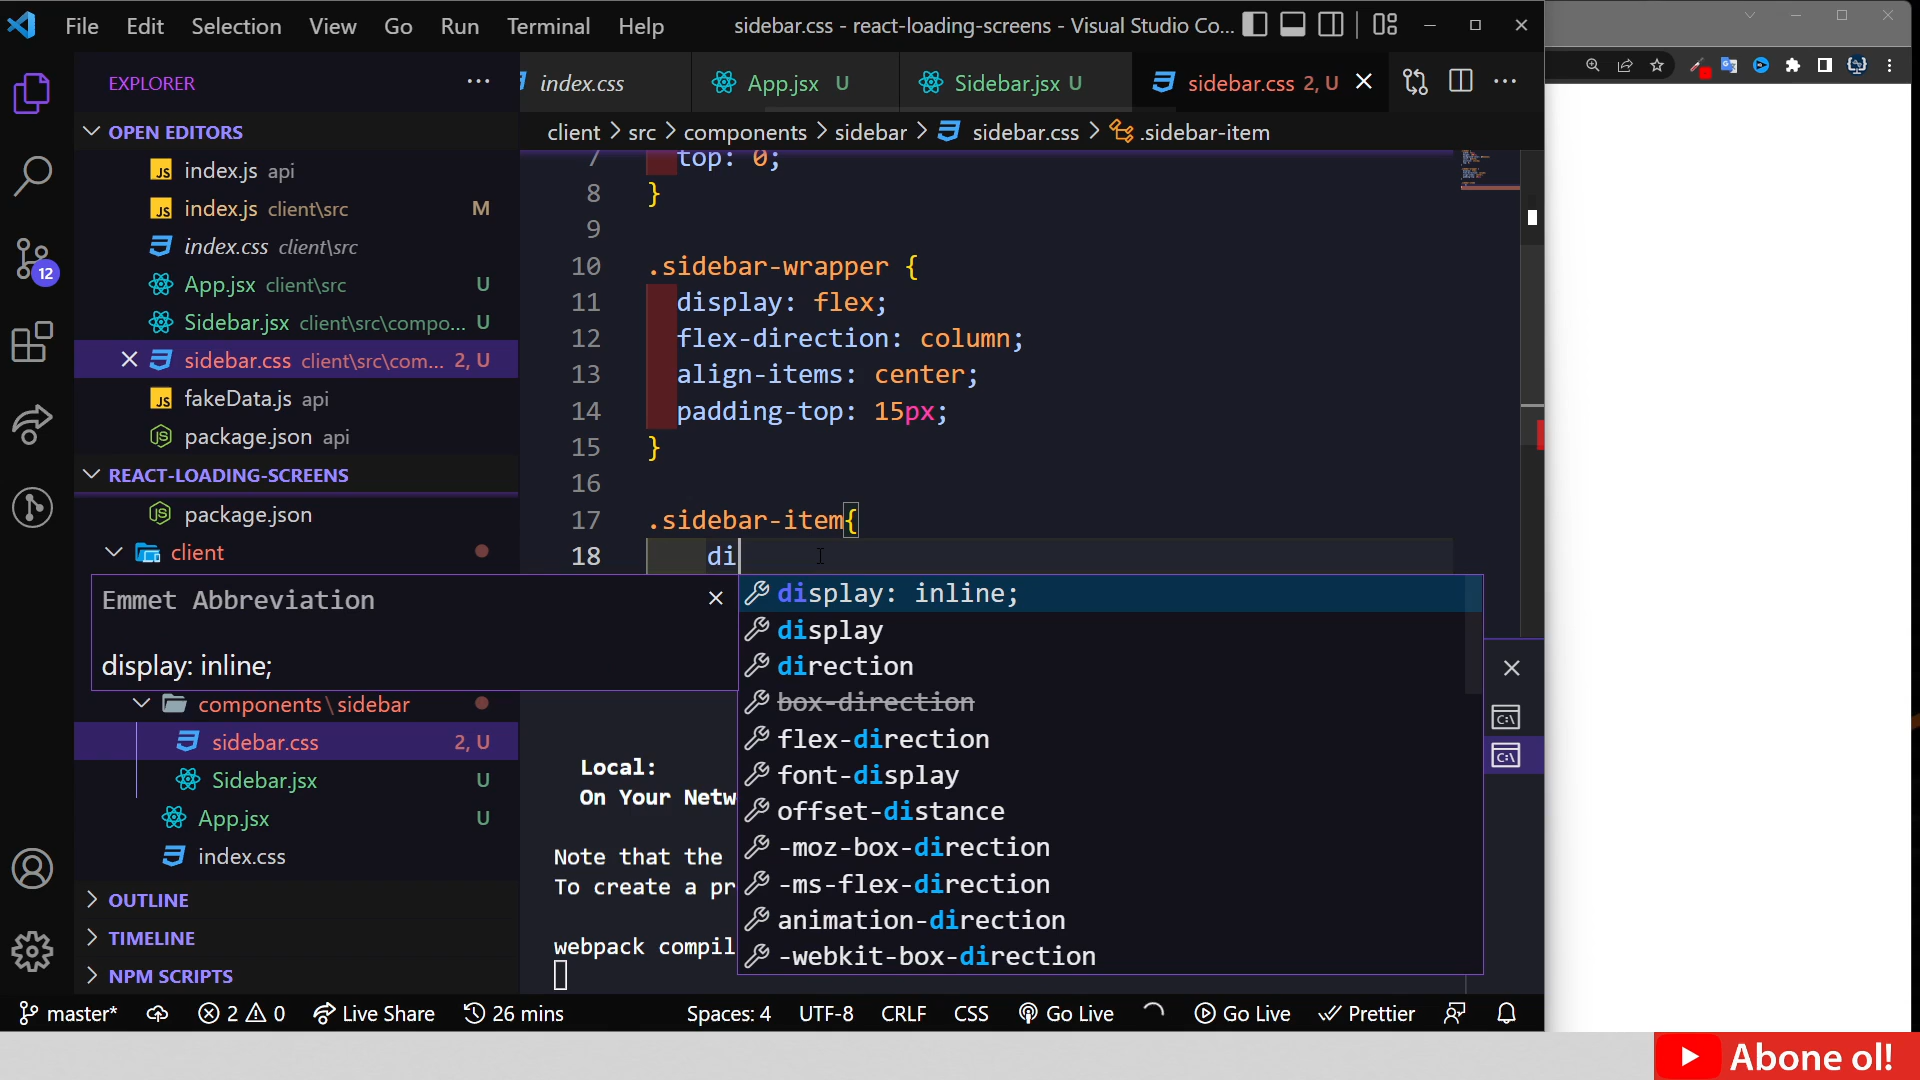 File Edit Selection View Go Run Terminal Help sidebar.css - react-loading-screens - Visual Studio Co...
EXPLORER
index.css App.jsx U Sidebar.jsx U sidebar.css 2, U
OPEN EDITORS
client > src > components > sidebar > sidebar.css > .sidebar-item
JS index.js api
JS index.js client\src M
index.css client\src
App.jsx client\src U
Sidebar.jsx client\src\compo... U
sidebar.css client\src\com... 2, U
JS fakeData.js api
package.json api
REACT-LOADING-SCREENS
package.json
client
components\sidebar
sidebar.css 2, U
Sidebar.jsx U
App.jsx U
index.css
OUTLINE
TIMELINE
NPM SCRIPTS
12
7 top: 0;
8 }
9
10 .sidebar-wrapper {
11 display: flex;
12 flex-direction: column;
13 align-items: center;
14 padding-top: 15px;
15 }
16
17 .sidebar-item{
18 di
Emmet Abbreviation
display: inline;
display: inline;
display
direction
box-direction
flex-direction
font-display
offset-distance
-moz-box-direction
-ms-flex-direction
animation-direction
-webkit-box-direction
Local:
On Your Netw
Note that the
To create a pr
webpack compil
master* 2 0 Live Share 26 mins Spaces: 4 UTF-8 CRLF CSS Go Live Go Live Prettier
Abone ol!